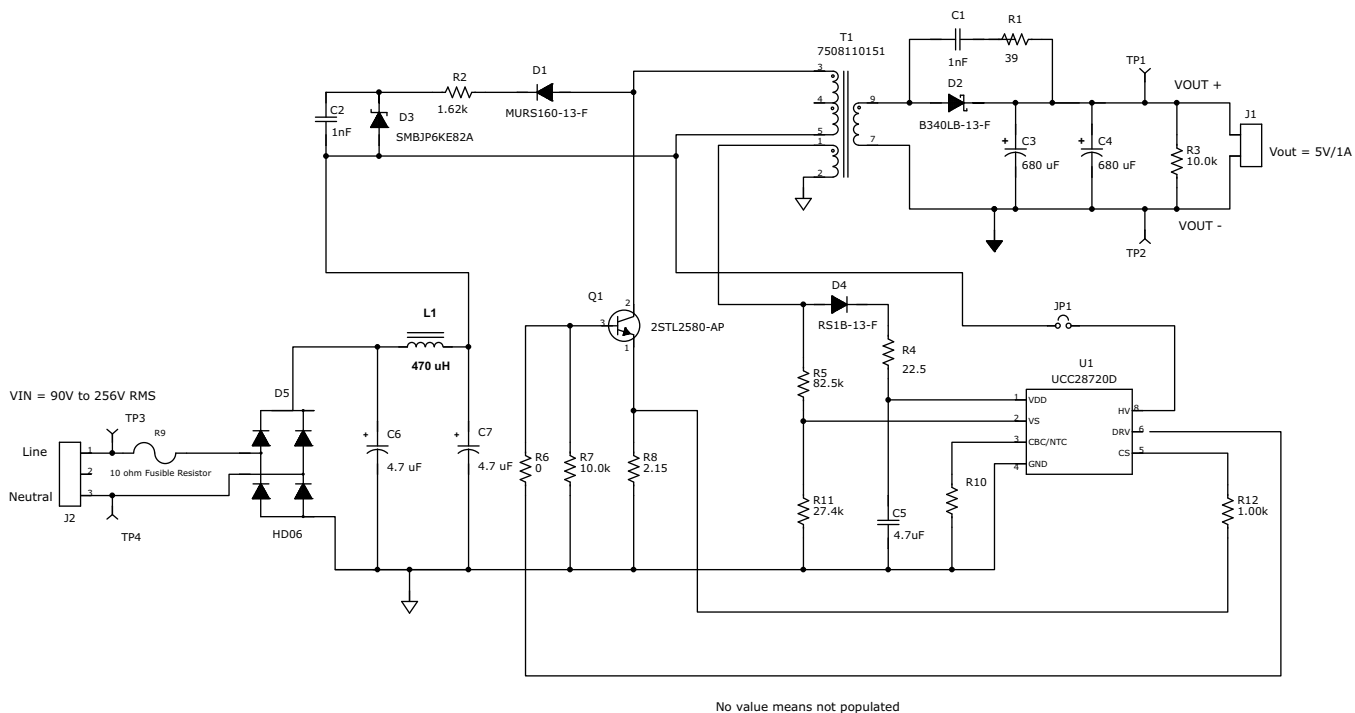 C1
1nF
R1
39
T1
7508110151
3
4
5
1
2
9
7
D2
B340LB-13-F
TP1
VOUT +
J1
Vout = 5V/1A
C3
680 uF
+
C4
680 uF
+
R3
10.0k
VOUT -
TP2
C2
1nF
D3
SMBJP6KE82A
R2
1.62k
D1
MURS160-13-F
Q1
2
3
1
2STL2580-AP
L1
470 uH
D4
RS1B-13-F
JP1
R4
22.5
R5
82.5k
U1
UCC28720D
1 VDD
2 VS
3 CBC/NTC
4 GND
HV 8
DRV 6
CS 5
VIN = 90V to 256V RMS
D5
TP3
R9
10 ohm Fusible Resistor
Line
Neutral
1
2
3
J2
TP4
HD06
+
C6
4.7 uF
+
C7
4.7 uF
R6
0
R7
10.0k
R8
2.15
R11
27.4k
C5
4.7uF
R10
R12
1.00k
No value means not populated